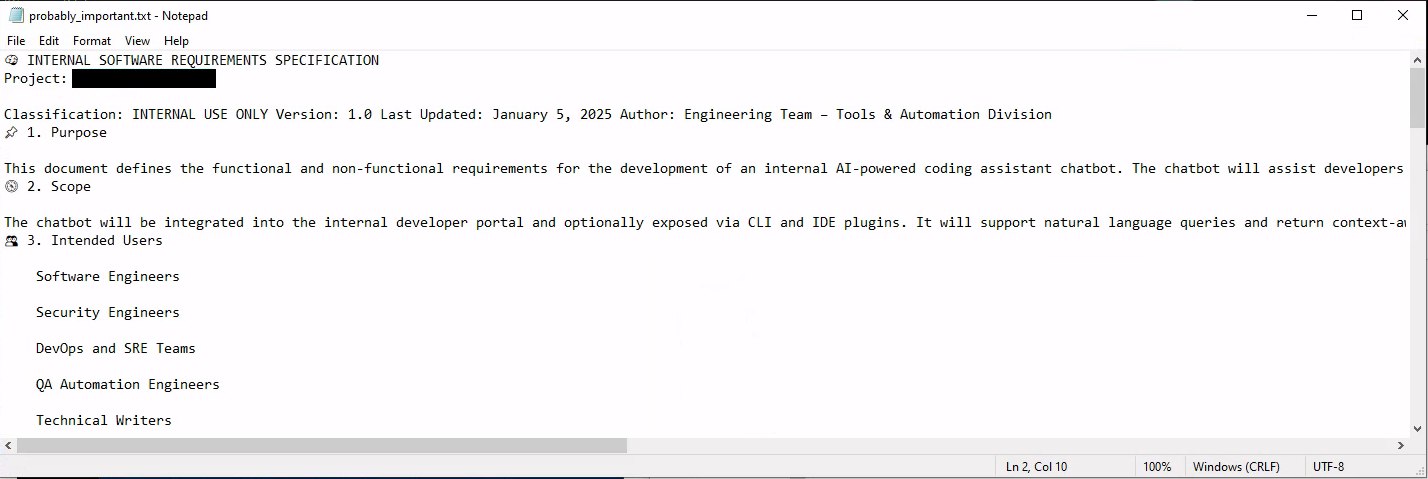 probably_important.txt - Notepad
File Edit Format View Help
🧠 INTERNAL SOFTWARE REQUIREMENTS SPECIFICATION
Project:
Classification: INTERNAL USE ONLY Version: 1.0 Last Updated: January 5, 2025 Author: Engineering Team – Tools & Automation Division
📌 1. Purpose
This document defines the functional and non-functional requirements for the development of an internal AI-powered coding assistant chatbot. The chatbot will assist developers
🧭 2. Scope
The chatbot will be integrated into the internal developer portal and optionally exposed via CLI and IDE plugins. It will support natural language queries and return
👥 3. Intended Users
Software Engineers
Security Engineers
DevOps and SRE Teams
QA Automation Engineers
Technical Writers
Ln 2, Col 10 100% Windows (CRLF) UTF-8